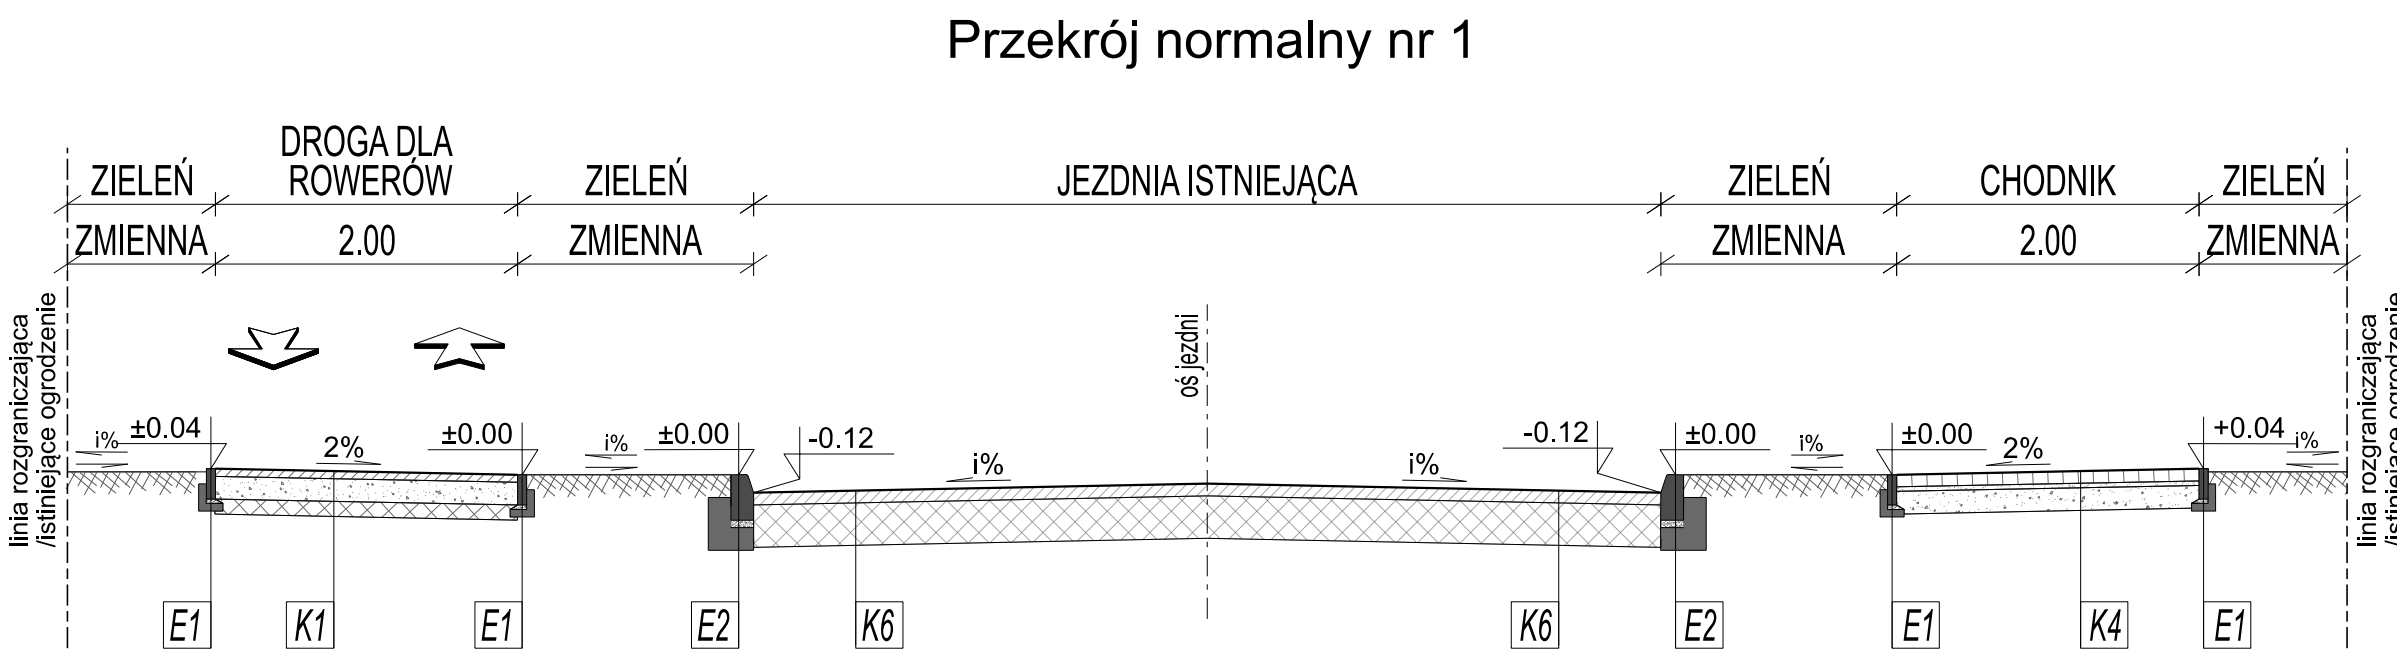 Przekrój normalny nr 1
DROGA DLA
ZIELEŃ ROWERÓW ZIELEŃ JEZDNIA ISTNIEJĄCA ZIELEŃ CHODNIK ZIELEŃ
ZMIENNA 2.00 ZMIENNA ZMIENNA 2.00 ZMIENNA
linia rozgraniczająca
/istniejące ogrodzenie
oś jezdni
linia rozgraniczająca
/istniejące ogrodzenie
i% ±0.04 2% ±0.00 i% ±0.00 -0.12 i% i% -0.12 ±0.00 i% ±0.00 2% +0.04 i%
E1 K1 E1 E2 K6 K6 E2 E1 K4 E1